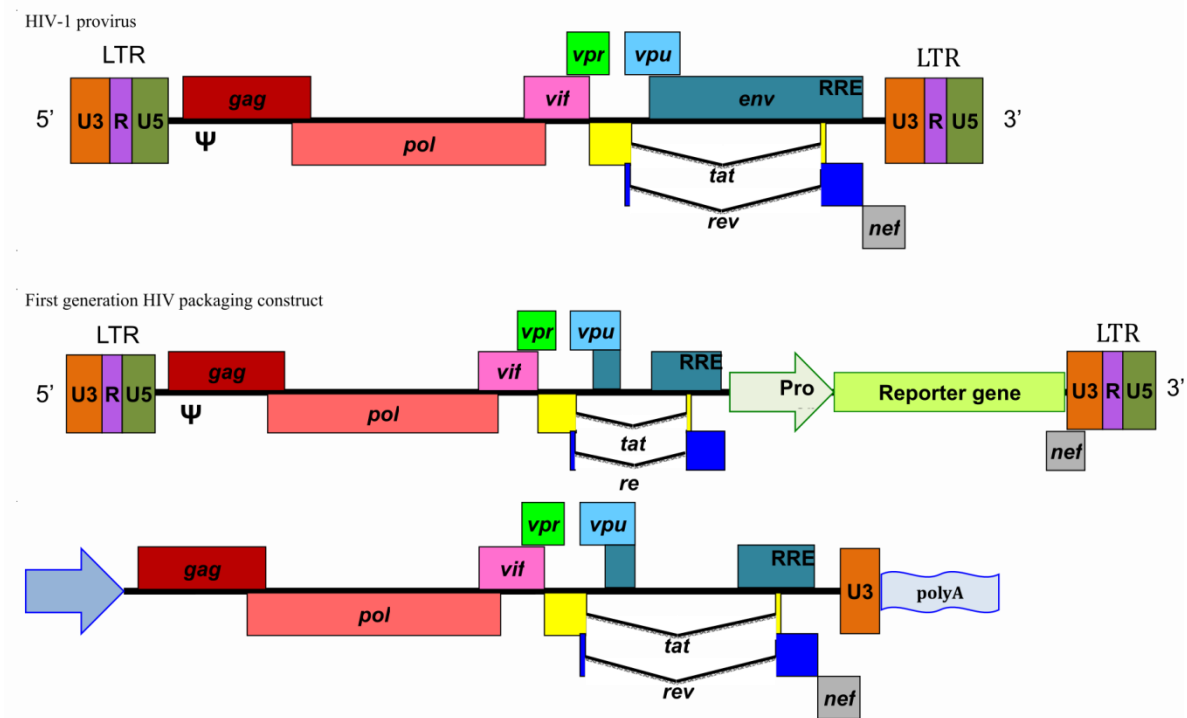 HIV-1 provirus
LTR
LTR
vpr
vpu
5’
U3 R U5
gag
vif
env
RRE
U3 R U5
3’
Ψ
pol
tat
rev
nef
First generation HIV packaging construct
LTR
LTR
vpr
vpu
5’
U3 R U5
gag
vif
RRE
Pro
Reporter gene
U3 R U5
3’
Ψ
pol
tat
nef
re
vpr
vpu
gag
vif
RRE
U3
polyA
pol
tat
rev
nef